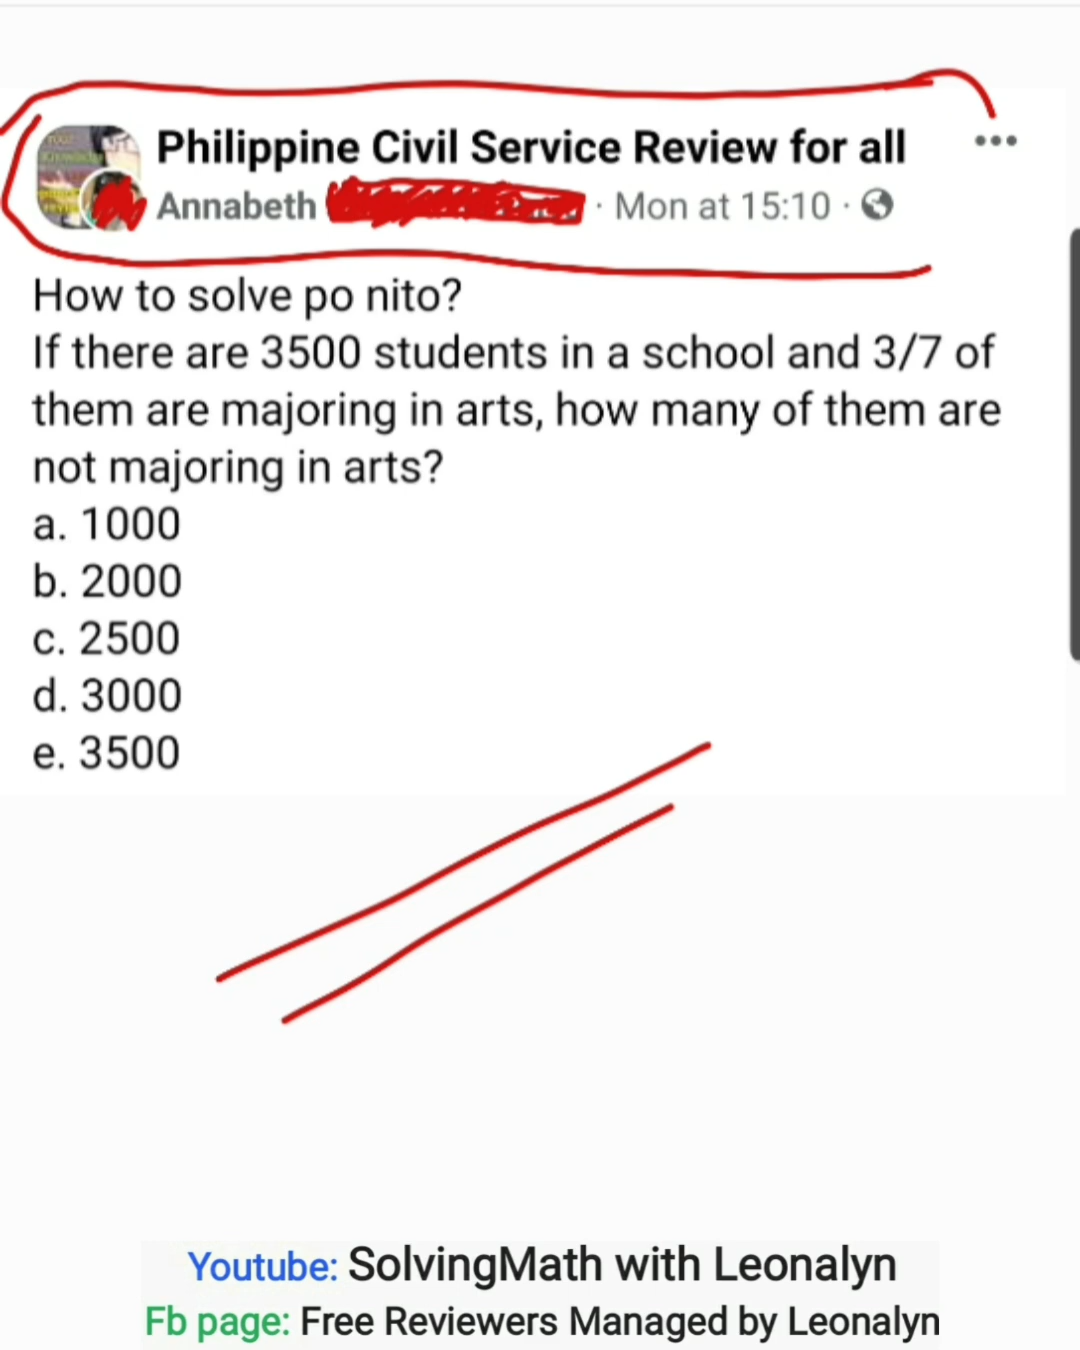 Philippine Civil Service Review for all
Annabeth · Mon at 15:10 ·
How to solve po nito?
If there are 3500 students in a school and 3/7 of
them are majoring in arts, how many of them are
not majoring in arts?
a. 1000
b. 2000
c. 2500
d. 3000
e. 3500
Youtube: SolvingMath with Leonalyn
Fb page: Free Reviewers Managed by Leonalyn